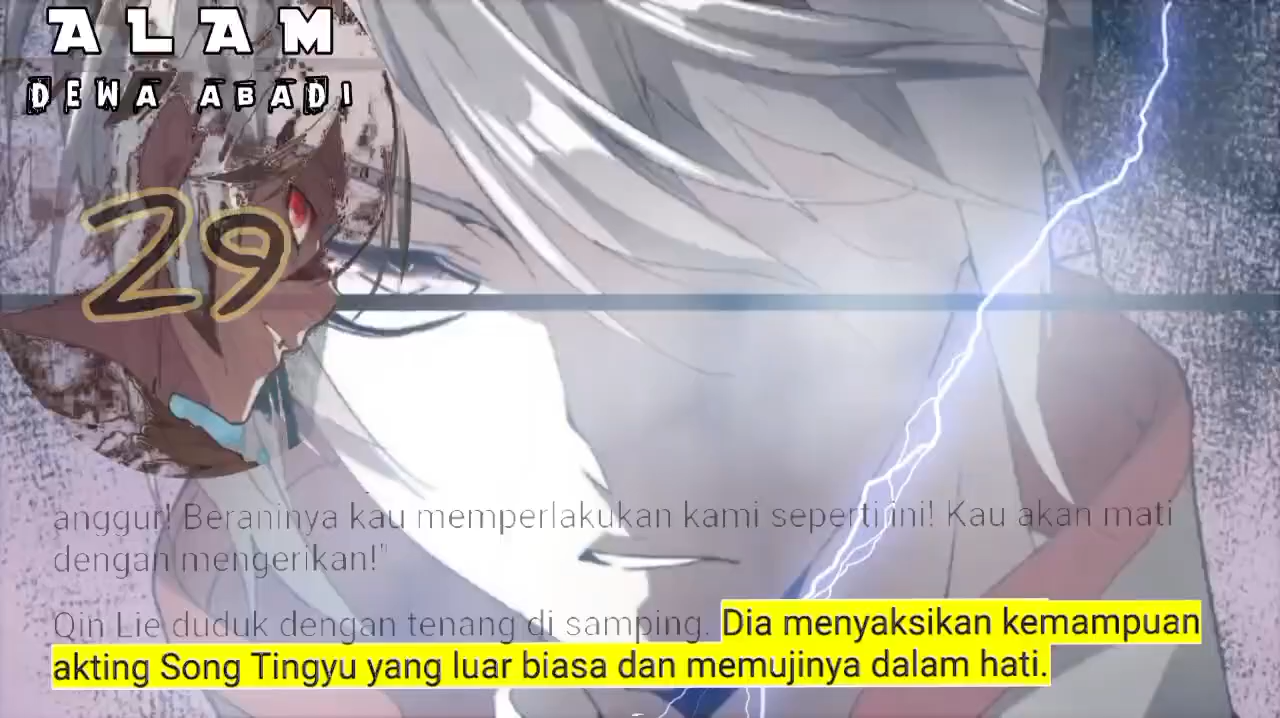 ALAM
DEWA ABADI
29
anggur! Beraninya kau memperlakukan kami seperti ini! Kau akan mati
dengan mengerikan!"
Qin Lie duduk dengan tenang di samping. Dia menyaksikan kemampuan
akting Song Tingyu yang luar biasa dan memujinya dalam hati.